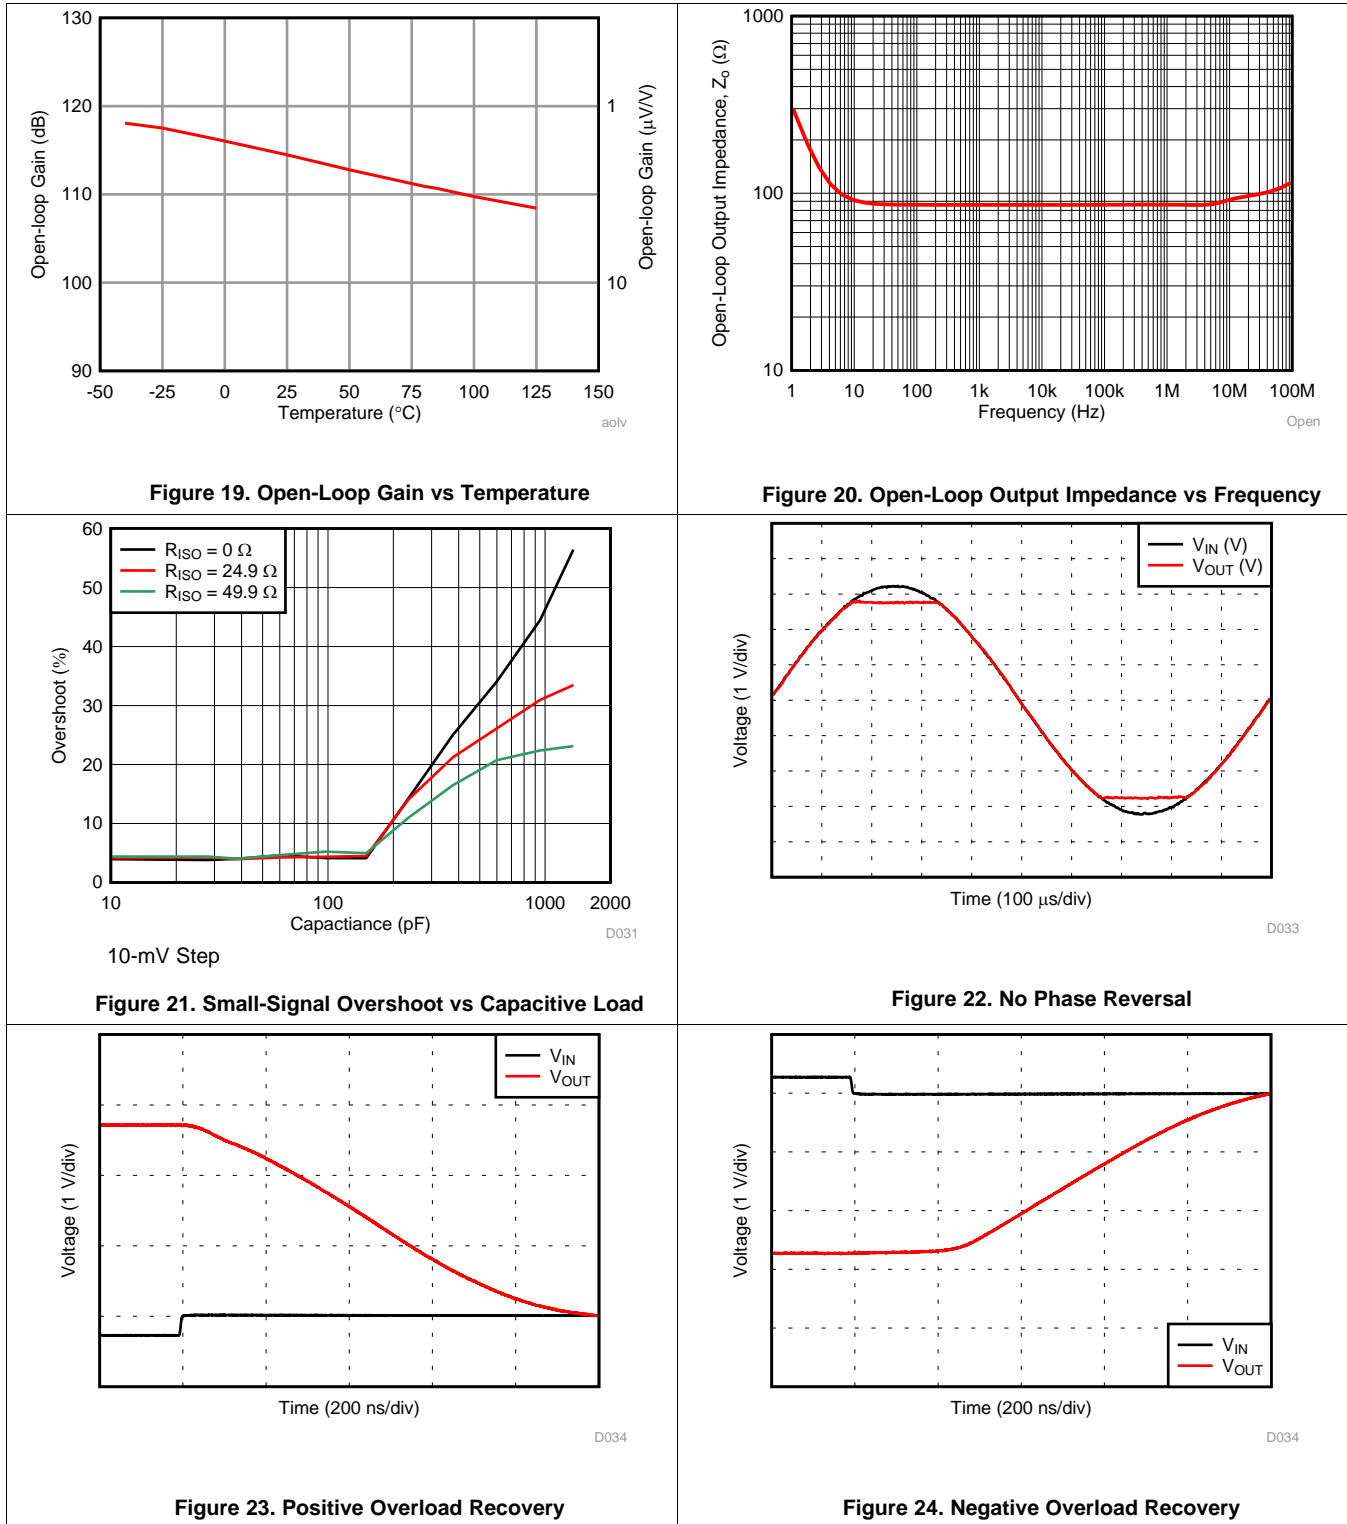 130
120
110
100
90
Open-loop Gain (dB)
1
10
Open-loop Gain (µV/V)
-50 -25 0 25 50 75 100 125 150
Temperature (°C)
aolv
Figure 19. Open-Loop Gain vs Temperature
1000
100
10
Open-Loop Output Impedance, Zo (Ω)
1 10 100 1k 10k 100k 1M 10M 100M
Frequency (Hz)
Open
Figure 20. Open-Loop Output Impedance vs Frequency
60
50
40
30
20
10
0
Overshoot (%)
RISO = 0 Ω
RISO = 24.9 Ω
RISO = 49.9 Ω
10 100 1000 2000
Capactiance (pF)
D031
10-mV Step
Figure 21. Small-Signal Overshoot vs Capacitive Load
Voltage (1 V/div)
VIN (V)
VOUT (V)
Time (100 µs/div)
D033
Figure 22. No Phase Reversal
Voltage (1 V/div)
VIN
VOUT
Time (200 ns/div)
D034
Figure 23. Positive Overload Recovery
Voltage (1 V/div)
VIN
VOUT
Time (200 ns/div)
D034
Figure 24. Negative Overload Recovery